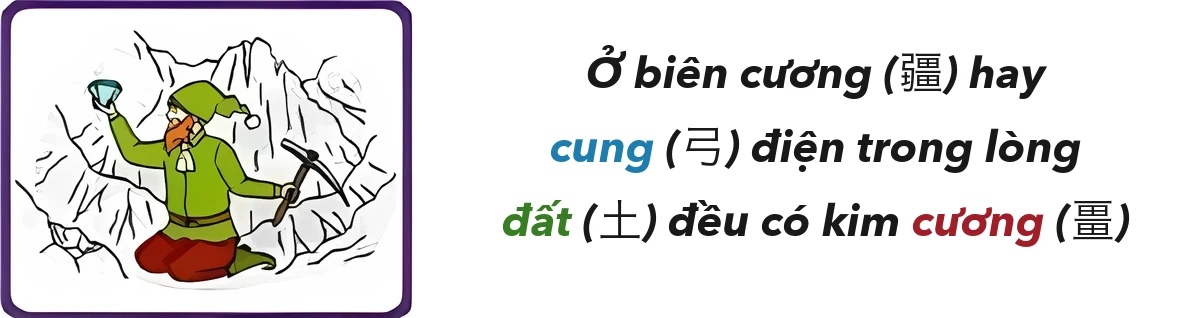 Ở biên cương (疆) hay
cung (弓) điện trong lòng
đất (土) đều có kim cương (畺)